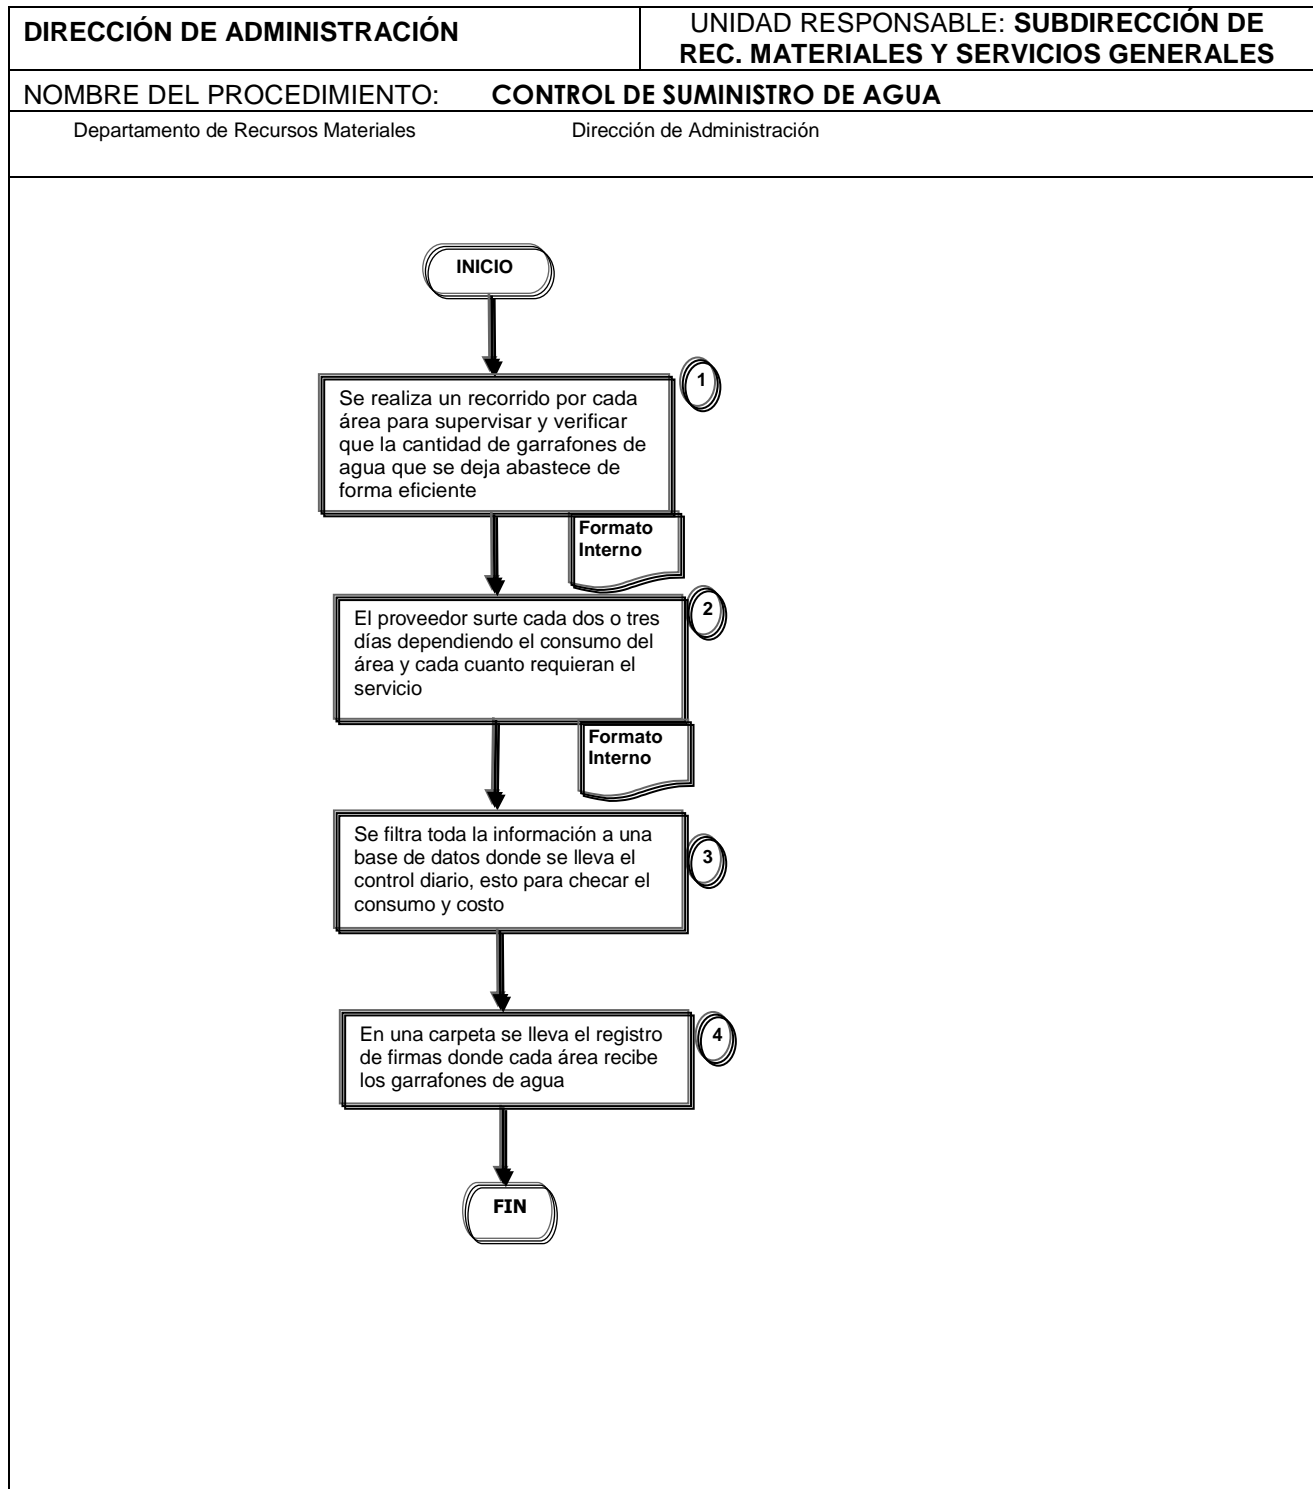 DIRECCIÓN DE ADMINISTRACIÓN
UNIDAD RESPONSABLE: SUBDIRECCIÓN DE
REC. MATERIALES Y SERVICIOS GENERALES
NOMBRE DEL PROCEDIMIENTO: CONTROL DE SUMINISTRO DE AGUA
Departamento de Recursos Materiales Dirección de Administración
INICIO
1
Se realiza un recorrido por cada
área para supervisar y verificar
que la cantidad de garrafones de
agua que se deja abastece de
forma eficiente
Formato
Interno
2
El proveedor surte cada dos o tres
días dependiendo el consumo del
área y cada cuanto requieran el
servicio
Formato
Interno
3
Se filtra toda la información a una
base de datos donde se lleva el
control diario, esto para checar el
consumo y costo
4
En una carpeta se lleva el registro
de firmas donde cada área recibe
los garrafones de agua
FIN